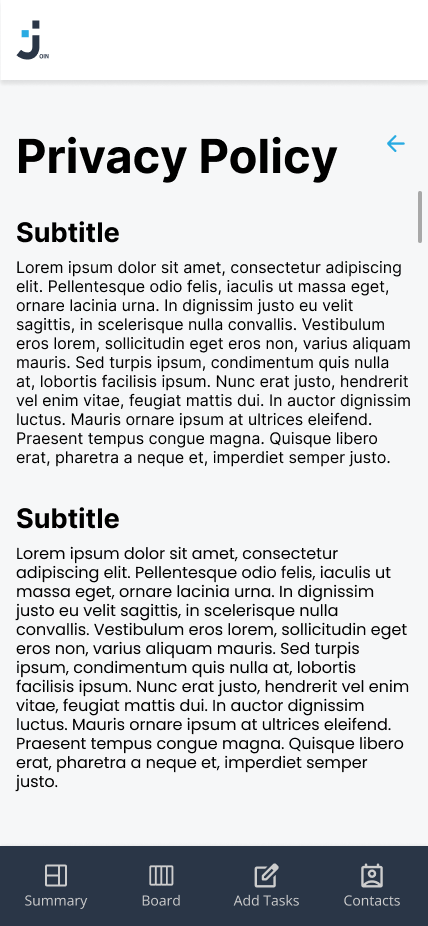 JOIN
Privacy Policy
Subtitle
Lorem ipsum dolor sit amet, consectetur adipiscing
elit. Pellentesque odio felis, iaculis ut massa eget,
ornare lacinia urna. In dignissim justo eu velit
sagittis, in scelerisque nulla convallis. Vestibulum
eros lorem, sollicitudin eget eros non, varius aliquam
mauris. Sed turpis ipsum, condimentum quis nulla
at, lobortis facilisis ipsum. Nunc erat justo, hendrerit
vel enim vitae, feugiat mattis dui. In auctor dignissim
luctus. Mauris ornare ipsum at ultrices eleifend.
Praesent tempus congue magna. Quisque libero
erat, pharetra a neque et, imperdiet semper justo.
Subtitle
Lorem ipsum dolor sit amet, consectetur
adipiscing elit. Pellentesque odio felis, iaculis ut
massa eget, ornare lacinia urna. In dignissim
justo eu velit sagittis, in scelerisque nulla
convallis. Vestibulum eros lorem, sollicitudin eget
eros non, varius aliquam mauris. Sed turpis
ipsum, condimentum quis nulla at, lobortis
facilisis ipsum. Nunc erat justo, hendrerit vel enim
vitae, feugiat mattis dui. In auctor dignissim
luctus. Mauris ornare ipsum at ultrices eleifend.
Praesent tempus congue magna. Quisque libero
erat, pharetra a neque et, imperdiet semper
justo.
Summary
Board
Add Tasks
Contacts